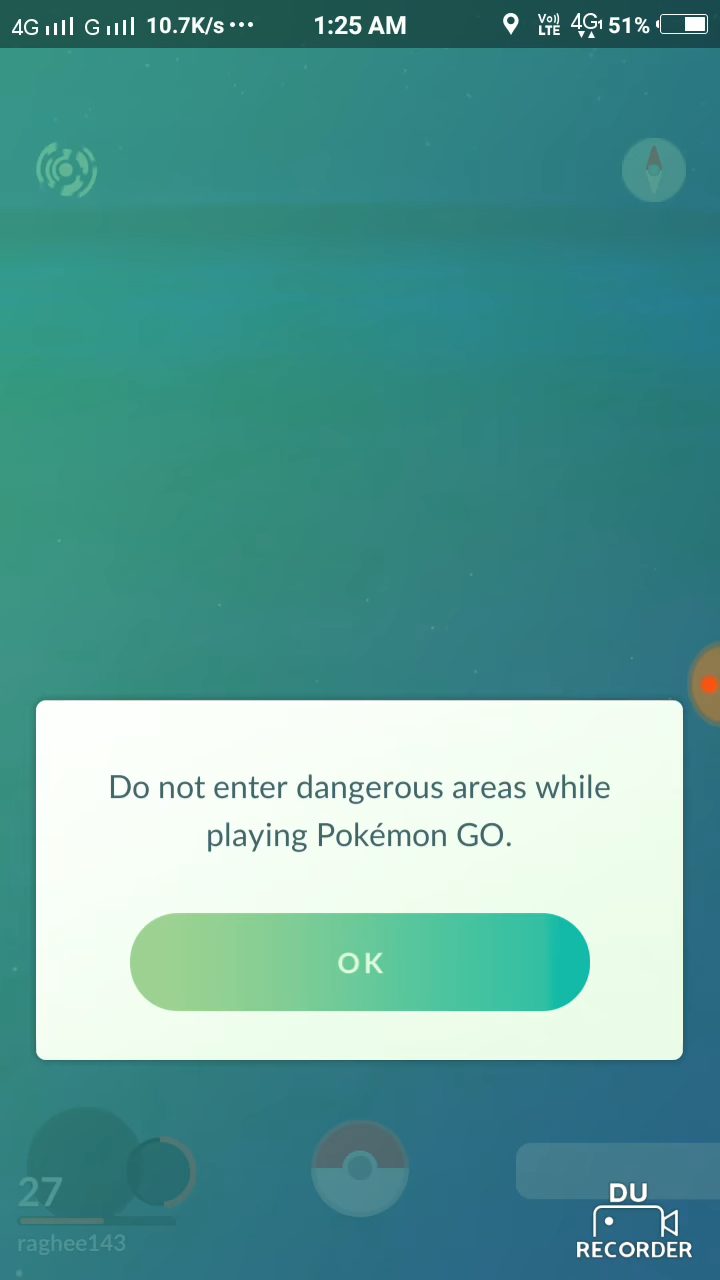 4G G 10.7K/s ... 1:25 AM Vo)) LTE 4G1 51%
Do not enter dangerous areas while
playing Pokémon GO.
OK
27
raghee143
DU
RECORDER